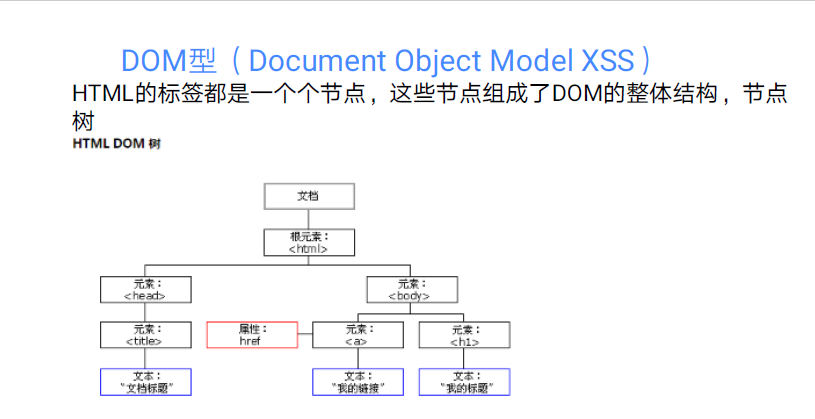 DOM型（Document Object Model XSS）
HTML的标签都是一个个节点，这些节点组成了DOM的整体结构，节点
树
HTML DOM 树
文档
根元素：
<html>
元素：
<head>
元素：
<body>
元素：
<title>
属性：
href
元素：
<a>
元素：
<h1>
文本：
“文档标题”
文本：
“我的链接”
文本：
“我的标题”